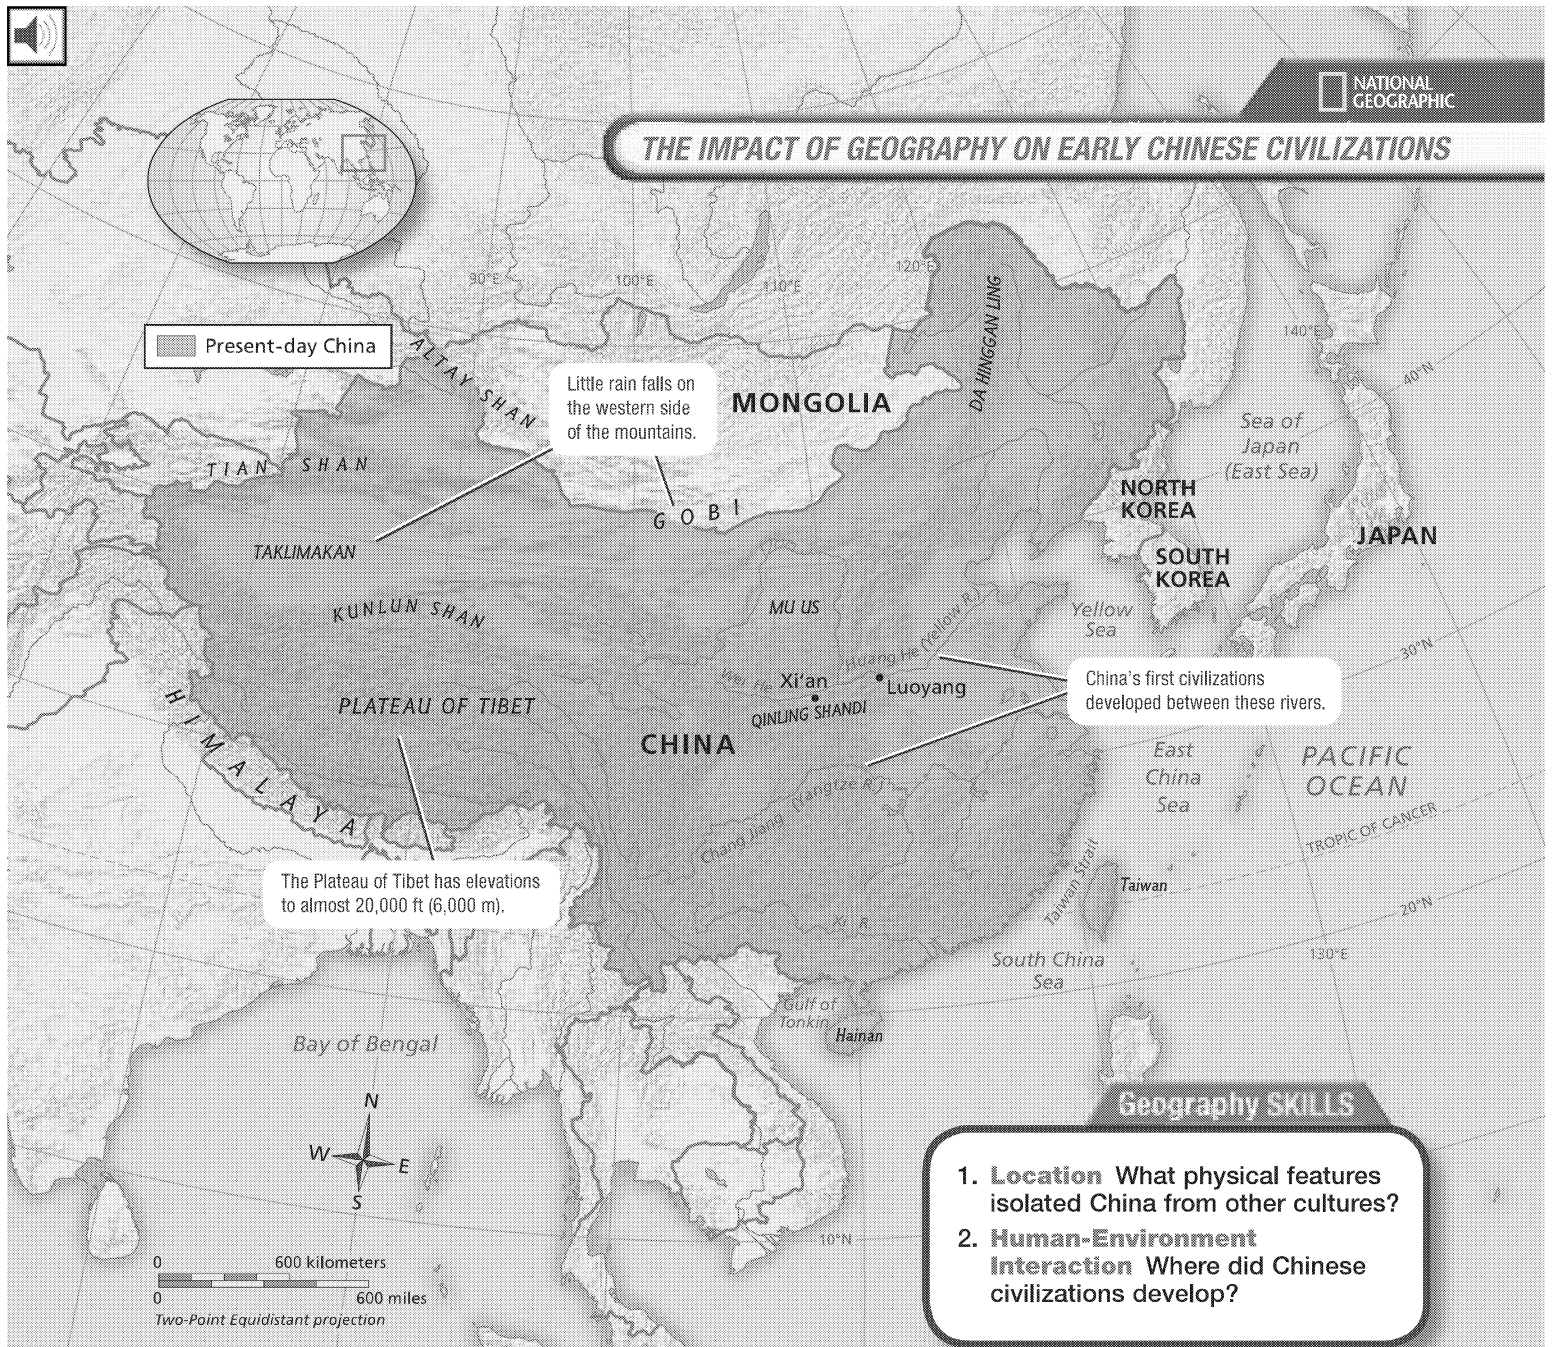 NATIONAL
GEOGRAPHIC
THE IMPACT OF GEOGRAPHY ON EARLY CHINESE CIVILIZATIONS
90°E
100°E
110°E
120°E
140°E
40°N
Present-day China
ALTAY SHAN
DA HINGGAN LING
Little rain falls on
the western side
of the mountains.
MONGOLIA
Sea of
Japan
(East Sea)
TIAN SHAN
NORTH
KOREA
GOBI
JAPAN
TAKLIMAKAN
SOUTH
KOREA
KUNLUN SHAN
MU US
Yellow
Sea
Huang He (Yellow R.)
30°N
Wei He
Xi'an
Luoyang
China's first civilizations
developed between these rivers.
HIMALAYA
PLATEAU OF TIBET
QINLING SHANDI
CHINA
East
China
Sea
PACIFIC
OCEAN
Chang Jiang (Yangtze R.)
TROPIC OF CANCER
The Plateau of Tibet has elevations
to almost 20,000 ft (6,000 m).
Taiwan Strait
Taiwan
20°N
Xi R.
130°E
South China
Sea
Gulf of
Tonkin
Hainan
Bay of Bengal
N
W
E
S
10°N
0 600 kilometers
0 600 miles
Two-Point Equidistant projection
Geography SKILLS
1. Location What physical features
isolated China from other cultures?
2. Human-Environment
Interaction Where did Chinese
civilizations develop?